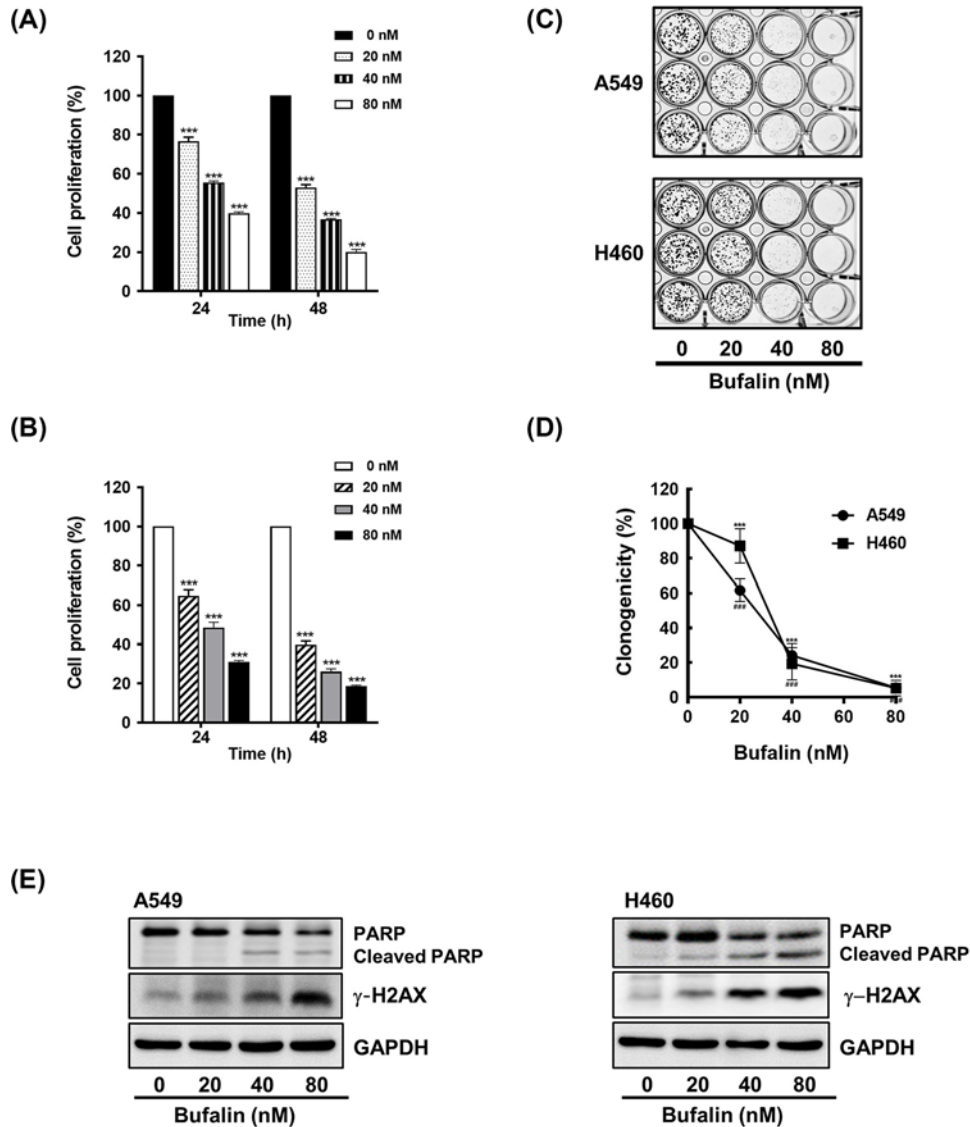 (A)
0 nM
20 nM
40 nM
80 nM
Cell proliferation (%)
120
100
80
60
40
20
0
*** *** *** *** *** ***
24 48
Time (h)
(C)
A549
H460
0 20 40 80
Bufalin (nM)
(B)
0 nM
20 nM
40 nM
80 nM
Cell proliferation (%)
120
100
80
60
40
20
0
*** *** *** *** *** ***
24 48
Time (h)
(D)
A549
H460
Clonogenicity (%)
120
100
80
60
40
20
0
*** *** ***
### ###
0 20 40 60 80
Bufalin (nM)
(E)
A549
PARP
Cleaved PARP
γ-H2AX
GAPDH
0 20 40 80
Bufalin (nM)
H460
PARP
Cleaved PARP
γ–H2AX
GAPDH
0 20 40 80
Bufalin (nM)